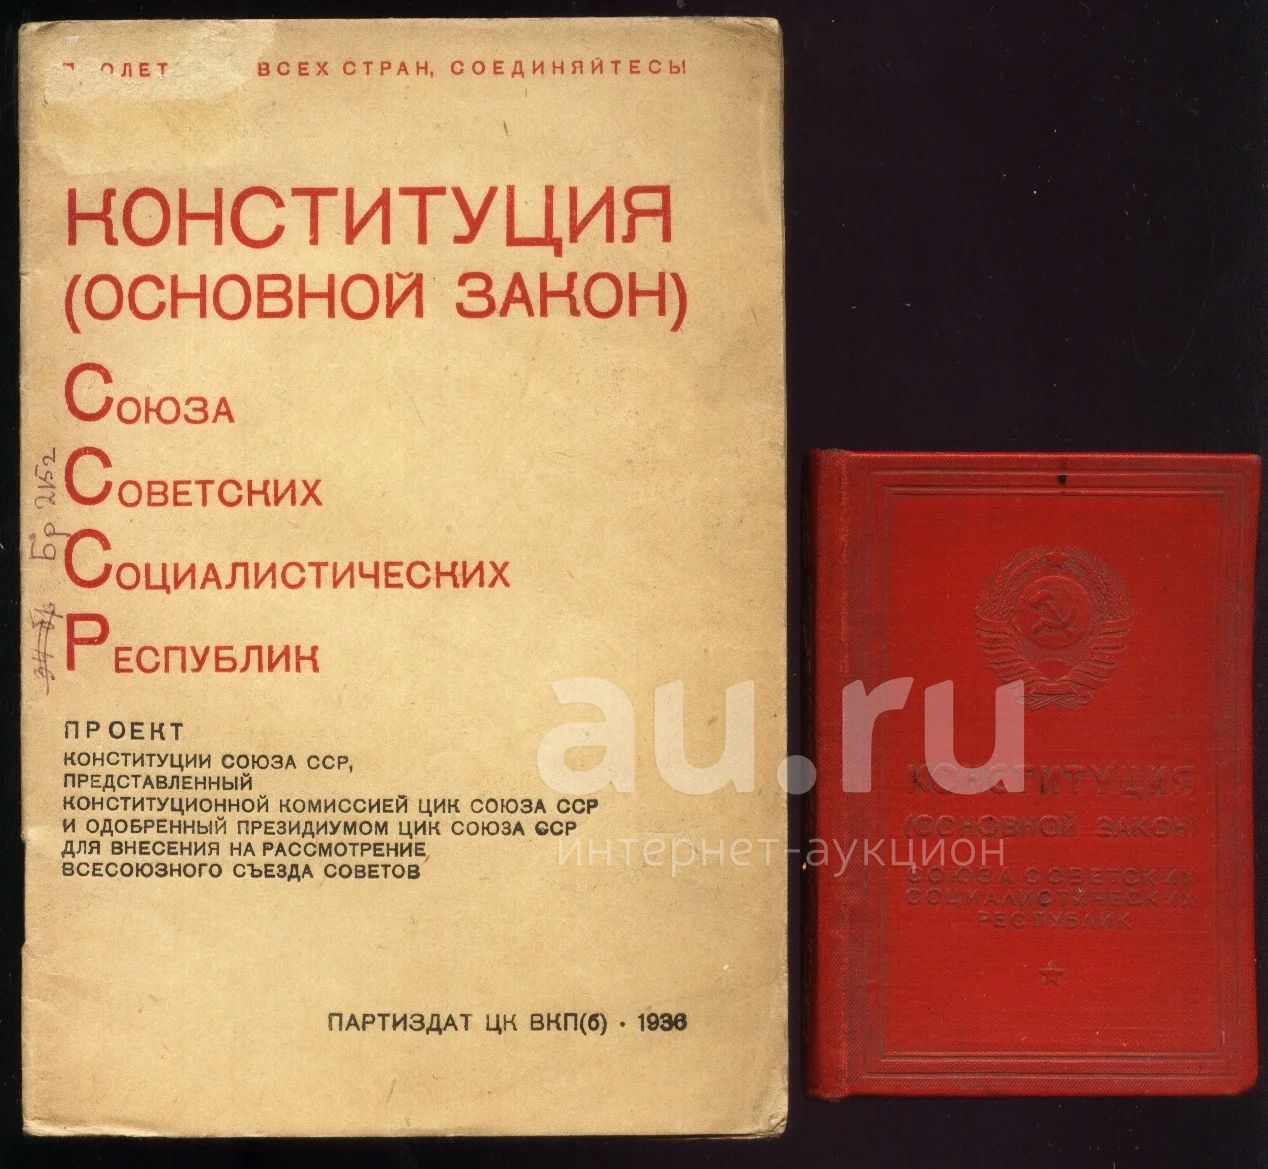 ВСЕХ СТРАН, СОЕДИНЯЙТЕСЬ!
КОНСТИТУЦИЯ
(ОСНОВНОЙ ЗАКОН)
СОЮЗА
СОВЕТСКИХ
СОЦИАЛИСТИЧЕСКИХ
РЕСПУБЛИК
Бр 2152
ПРОЕКТ
КОНСТИТУЦИИ СОЮЗА ССР,
ПРЕДСТАВЛЕННЫЙ
КОНСТИТУЦИОННОЙ КОМИССИЕЙ ЦИК СОЮЗА ССР
И ОДОБРЕННЫЙ ПРЕЗИДИУМОМ ЦИК СОЮЗА ССР
ДЛЯ ВНЕСЕНИЯ НА РАССМОТРЕНИЕ
ВСЕСОЮЗНОГО СЪЕЗДА СОВЕТОВ
ПАРТИЗДАТ ЦК ВКП(б) • 1936
КОНСТИТУЦИЯ
(ОСНОВНОЙ ЗАКОН)
СОЮЗА СОВЕТСКИХ
СОЦИАЛИСТИЧЕСКИХ
РЕСПУБЛИК
au.ru
интернет-аукцион